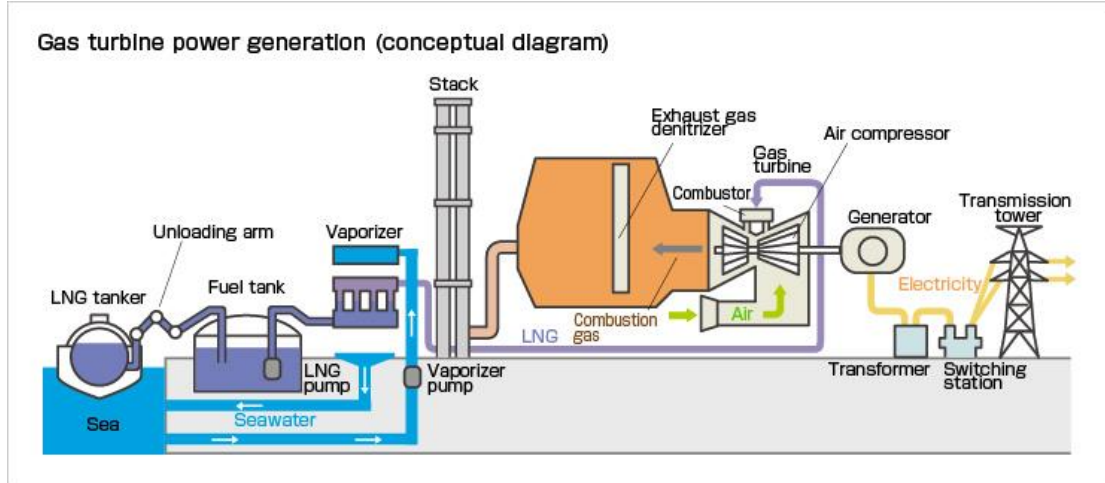 Gas turbine power generation (conceptual diagram)
Stack
Exhaust gas
denitrizer
Air compressor
Gas
turbine
Combustor
Generator
Transmission
tower
Unloading arm
Vaporizer
LNG tanker
Fuel tank
Electricity
Combustion
gas
Air
LNG
LNG
pump
Vaporizer
pump
Transformer
Switching
station
Sea
Seawater